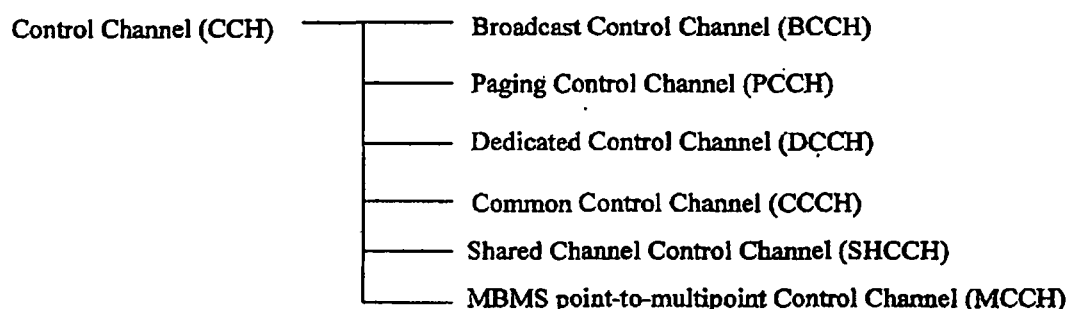 Control Channel (CCH)
Broadcast Control Channel (BCCH)
Paging Control Channel (PCCH)
Dedicated Control Channel (DCCH)
Common Control Channel (CCCH)
Shared Channel Control Channel (SHCCH)
MBMS point-to-multipoint Control Channel (MCCH)